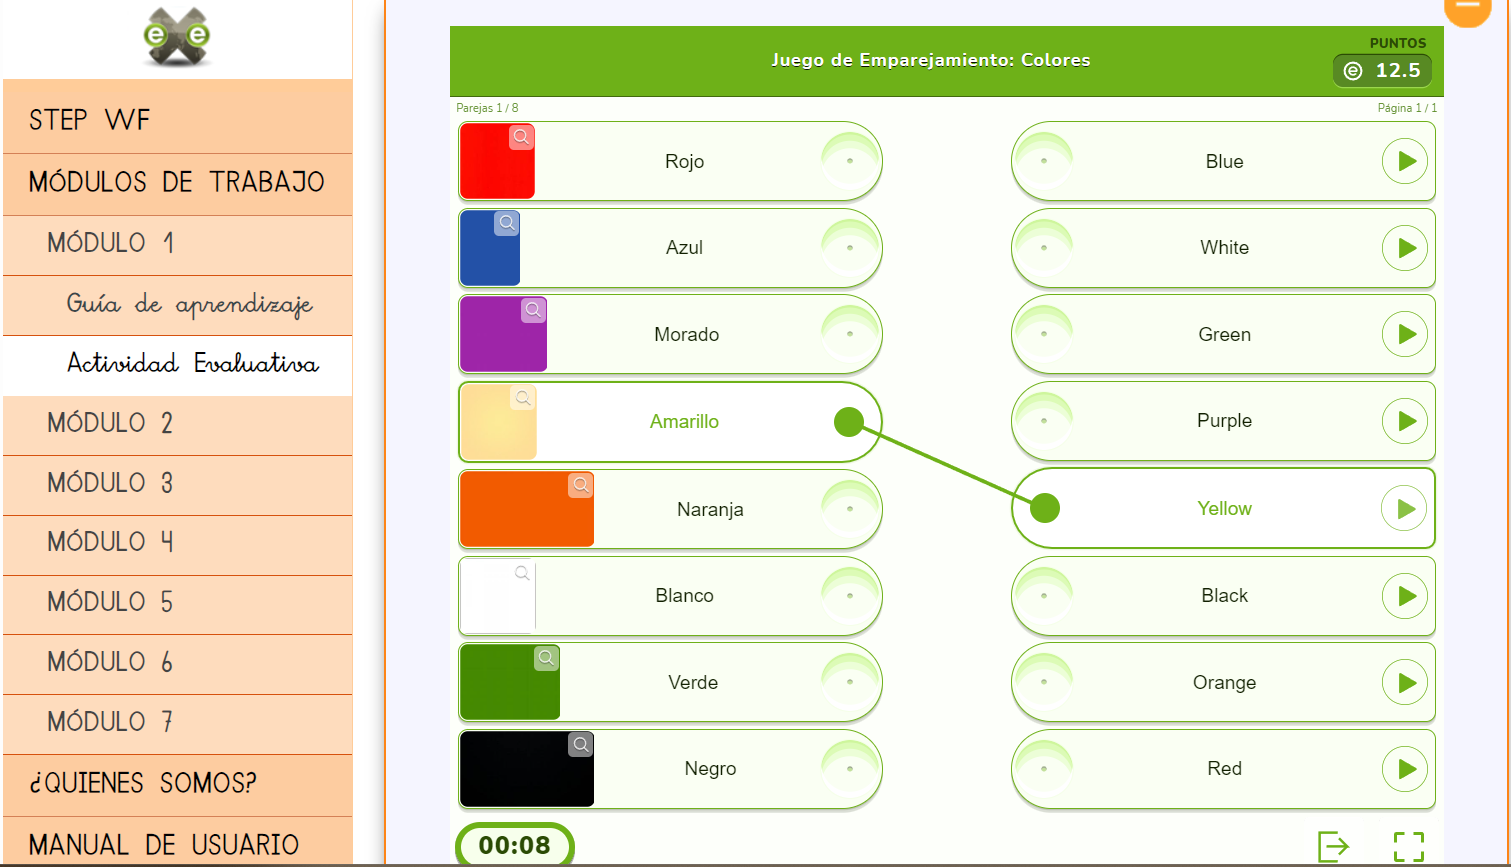 e e
STEP WF
MÓDULOS DE TRABAJO
MÓDULO 1
Guía de aprendizaje
Actividad Evaluativa
MÓDULO 2
MÓDULO 3
MÓDULO 4
MÓDULO 5
MÓDULO 6
MÓDULO 7
¿QUIENES SOMOS?
MANUAL DE USUARIO
Juego de Emparejamiento: Colores
PUNTOS
e 12.5
Parejas 1 / 8
Página 1 / 1
Rojo
Blue
Azul
White
Morado
Green
Amarillo
Purple
Naranja
Yellow
Blanco
Black
Verde
Orange
Negro
Red
00:08